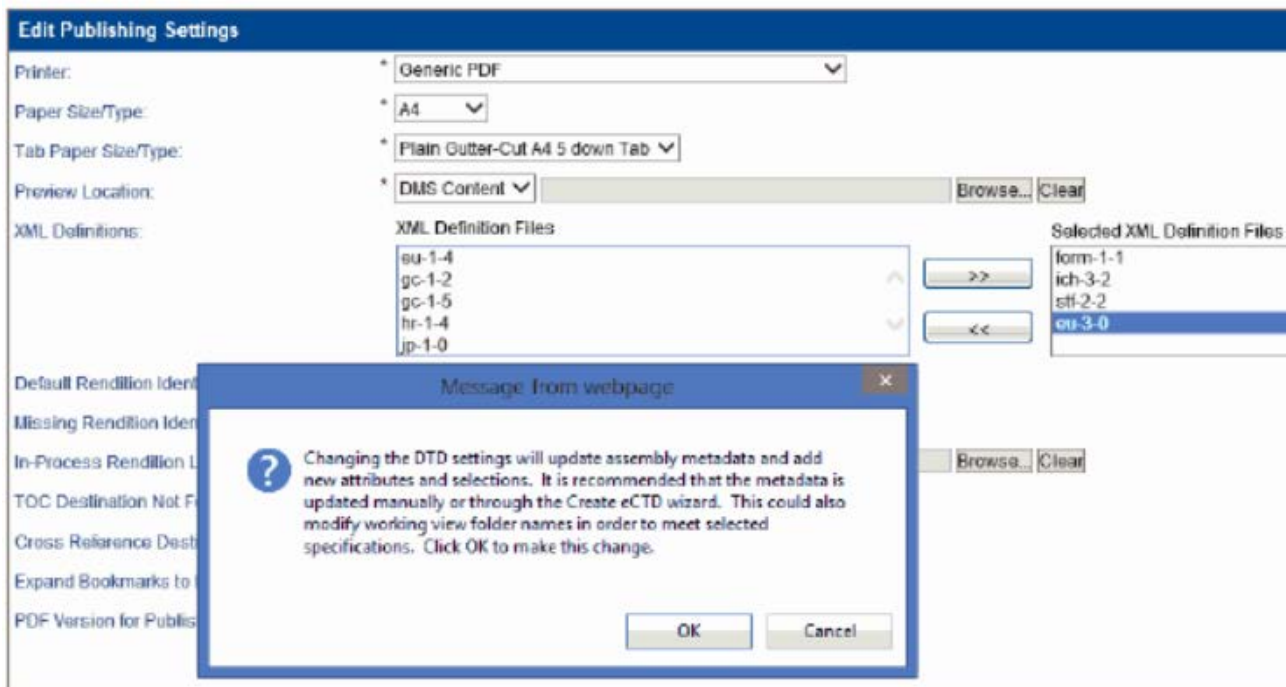 Edit Publishing Settings
Printer: * Generic PDF
Paper Size/Type: * A4
Tab Paper Size/Type: * Plain Gutter-Cut A4 5 down Tab
Preview Location: * DMS Content Browse... Clear
XML Definitions: XML Definition Files Selected XML Definition Files
eu-1-4 form-1-1
gc-1-2 >> ich-3-2
gc-1-5 stf-2-2
hr-1-4 << eu-3-0
jp-1-0
Default Rendition Ident
Message from webpage
Missing Rendition Iden
In-Process Rendition L Browse... Clear
TOC Destination Not F
Cross Reference Desti
Expand Bookmarks to
PDF Version for Publis
Changing the DTD settings will update assembly metadata and add
new attributes and selections. It is recommended that the metadata is
updated manually or through the Create eCTD wizard. This could also
modify working view folder names in order to meet selected
specifications. Click OK to make this change.
OK Cancel